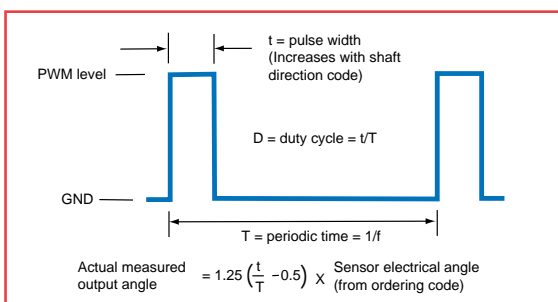 t = pulse width
(Increases with shaft
direction code)
PWM level
D = duty cycle = t/T
GND
T = periodic time = 1/f
Actual measured
output angle
= 1.25 (t/T -0.5) X
Sensor electrical angle
(from ordering code)